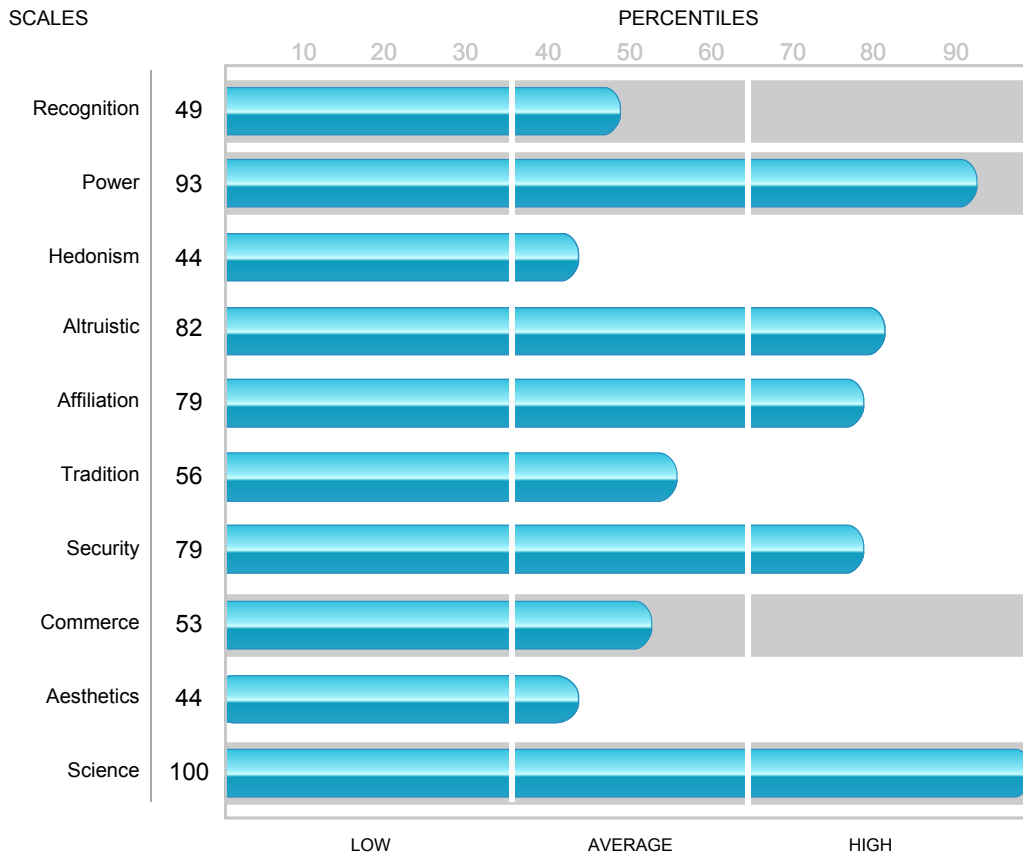 SCALES PERCENTILES
10 20 30 40 50 60 70 80 90
Recognition 49
Power 93
Hedonism 44
Altruistic 82
Affiliation 79
Tradition 56
Security 79
Commerce 53
Aesthetics 44
Science 100
LOW AVERAGE HIGH